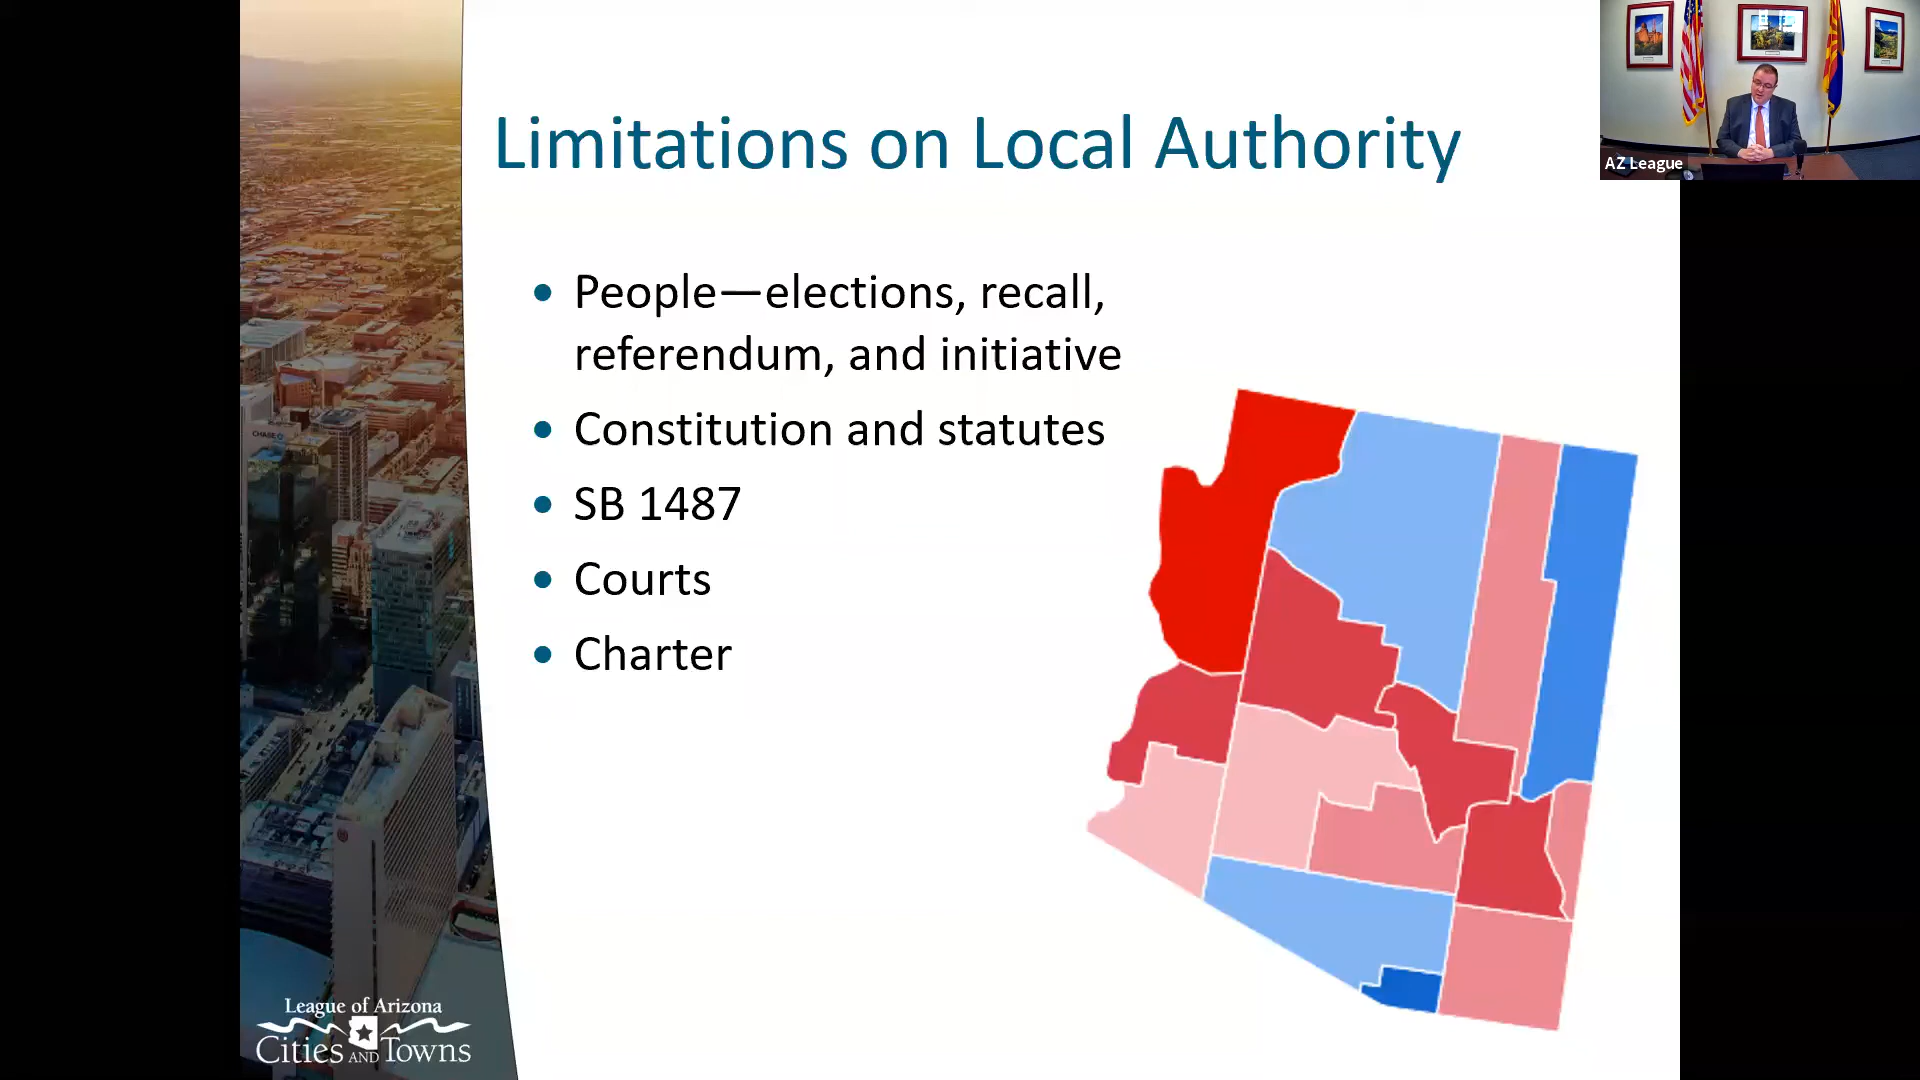 Limitations on Local Authority
• People—elections, recall,
referendum, and initiative
• Constitution and statutes
• SB 1487
• Courts
• Charter
AZ League
CHASE
League of Arizona
Cities AND Towns